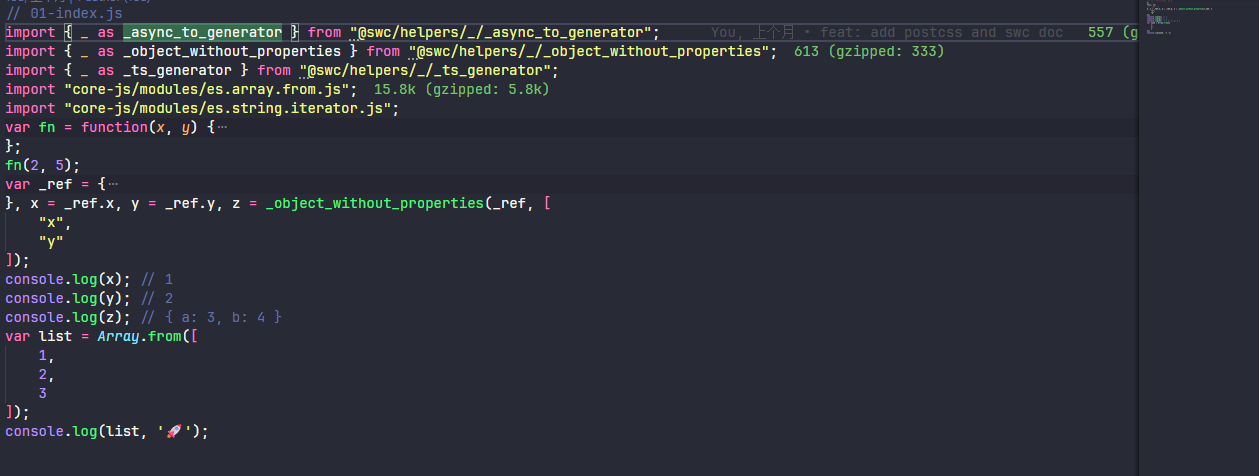 // 01-index.js
import { _ as _async_to_generator } from "@swc/helpers/_/_async_to_generator";      You, 上个月 • feat: add postcss and swc doc   557 (g
import { _ as _object_without_properties } from "@swc/helpers/_/_object_without_properties";  613 (gzipped: 333)
import { _ as _ts_generator } from "@swc/helpers/_/_ts_generator";
import "core-js/modules/es.array.from.js";  15.8k (gzipped: 5.8k)
import "core-js/modules/es.string.iterator.js";
var fn = function(x, y) {⋯
};
fn(2, 5);
var _ref = {⋯
}, x = _ref.x, y = _ref.y, z = _object_without_properties(_ref, [
    "x",
    "y"
]);
console.log(x); // 1
console.log(y); // 2
console.log(z); // { a: 3, b: 4 }
var list = Array.from([
    1,
    2,
    3
]);
console.log(list, '🚀');